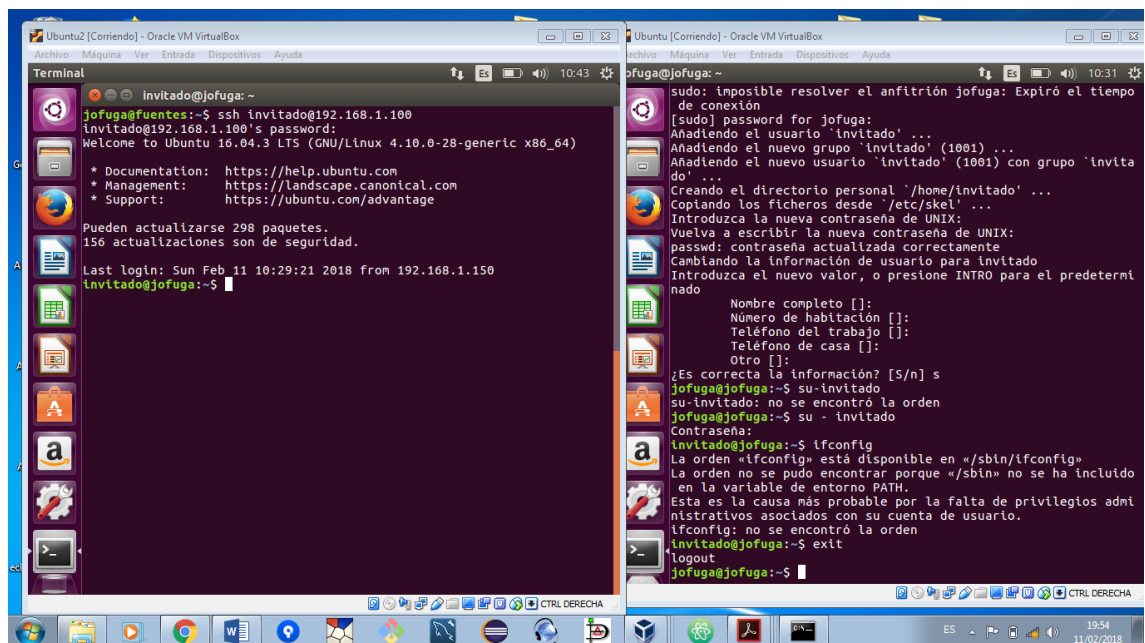 Ubuntu2 [Corriendo] - Oracle VM VirtualBox
Archivo Máquina Ver Entrada Dispositivos Ayuda
Terminal
Es
10:43
invitado@jofuga: ~
jofuga@fuentes:~$ ssh invitado@192.168.1.100
invitado@192.168.1.100's password:
Welcome to Ubuntu 16.04.3 LTS (GNU/Linux 4.10.0-28-generic x86_64)
* Documentation: https://help.ubuntu.com
* Management: https://landscape.canonical.com
* Support: https://ubuntu.com/advantage
Pueden actualizarse 298 paquetes.
156 actualizaciones son de seguridad.
Last login: Sun Feb 11 10:29:21 2018 from 192.168.1.150
invitado@jofuga:~$
CTRL DERECHA
Ubuntu [Corriendo] - Oracle VM VirtualBox
rchivo Máquina Ver Entrada Dispositivos Ayuda
ofuga@jofuga: ~
Es
10:31
sudo: imposible resolver el anfitrión jofuga: Expiró el tiempo
de conexión
[sudo] password for jofuga:
Añadiendo el usuario `invitado' ...
Añadiendo el nuevo grupo `invitado' (1001) ...
Añadiendo el nuevo usuario `invitado' (1001) con grupo `invita
do' ...
Creando el directorio personal `/home/invitado' ...
Copiando los ficheros desde `/etc/skel' ...
Introduzca la nueva contraseña de UNIX:
Vuelva a escribir la nueva contraseña de UNIX:
passwd: contraseña actualizada correctamente
Cambiando la información de usuario para invitado
Introduzca el nuevo valor, o presione INTRO para el predetermi
nado
Nombre completo []:
Número de habitación []:
Teléfono del trabajo []:
Teléfono de casa []:
Otro []:
¿Es correcta la información? [S/n] s
jofuga@jofuga:~$ su-invitado
su-invitado: no se encontró la orden
jofuga@jofuga:~$ su - invitado
Contraseña:
invitado@jofuga:~$ ifconfig
La orden «ifconfig» está disponible en «/sbin/ifconfig»
La orden no se pudo encontrar porque «/sbin» no se ha incluido
en la variable de entorno PATH.
Esta es la causa más probable por la falta de privilegios admi
nistrativos asociados con su cuenta de usuario.
ifconfig: no se encontró la orden
invitado@jofuga:~$ exit
logout
jofuga@jofuga:~$
CTRL DERECHA
ES
19:54
11/02/2018